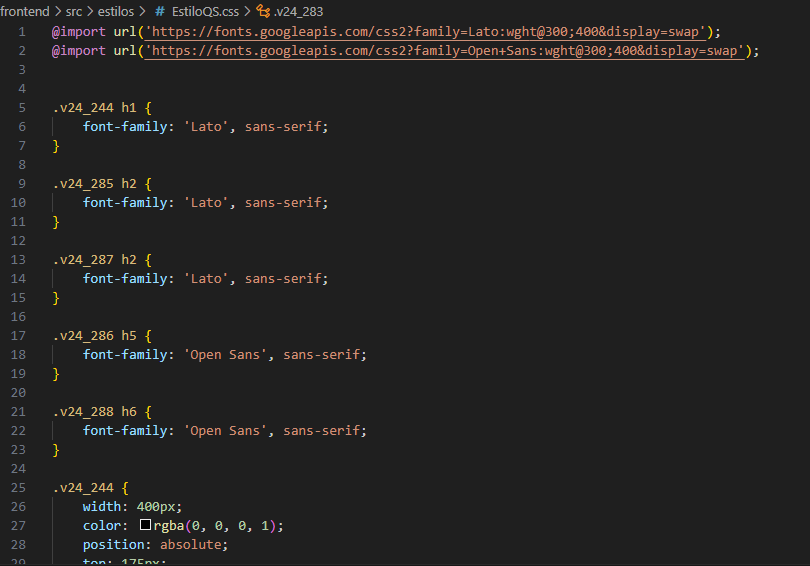 frontend > src > estilos > # EstiloQS.css > .v24_283
1 @import url('https://fonts.googleapis.com/css2?family=Lato:wght@300;400&display=swap');
2 @import url('https://fonts.googleapis.com/css2?family=Open+Sans:wght@300;400&display=swap');
3
4
5 .v24_244 h1 {
6 font-family: 'Lato', sans-serif;
7 }
8
9 .v24_285 h2 {
10 font-family: 'Lato', sans-serif;
11 }
12
13 .v24_287 h2 {
14 font-family: 'Lato', sans-serif;
15 }
16
17 .v24_286 h5 {
18 font-family: 'Open Sans', sans-serif;
19 }
20
21 .v24_288 h6 {
22 font-family: 'Open Sans', sans-serif;
23 }
24
25 .v24_244 {
26 width: 400px;
27 color: rgba(0, 0, 0, 1);
28 position: absolute;
29 top: 175px;